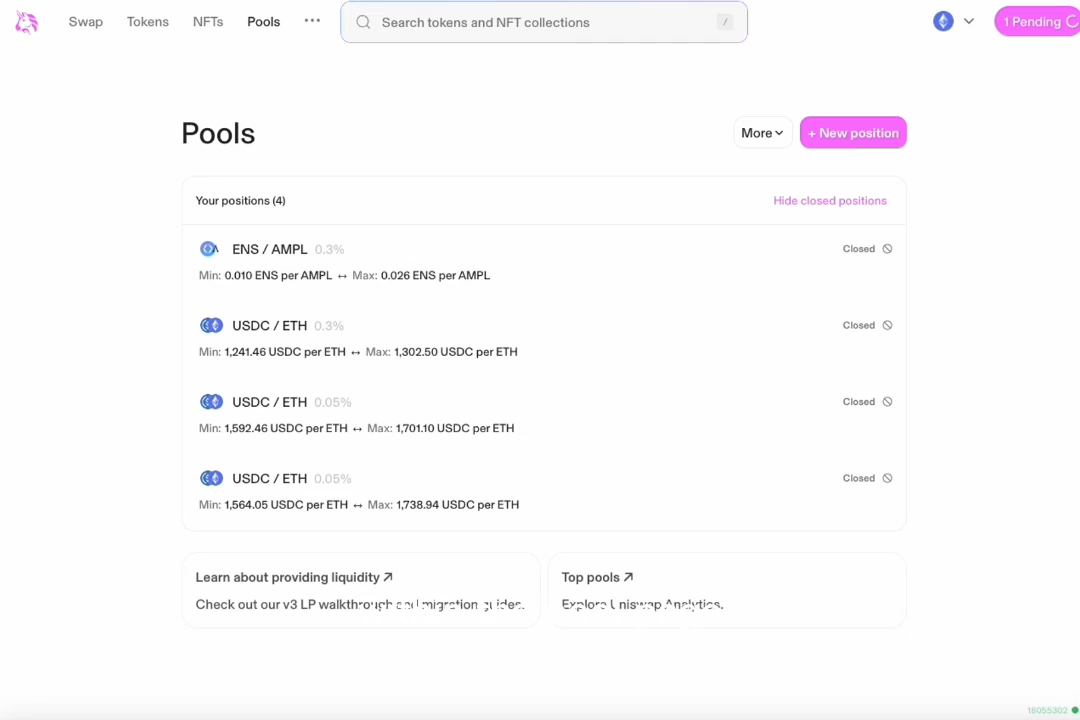 Swap Tokens NFTs Pools ··· Search tokens and NFT collections / 1 Pending
Pools
More + New position
Your positions (4) Hide closed positions
ENS / AMPL 0.3% Closed
Min: 0.010 ENS per AMPL ↔ Max: 0.026 ENS per AMPL
USDC / ETH 0.3% Closed
Min: 1,241.46 USDC per ETH ↔ Max: 1,302.50 USDC per ETH
USDC / ETH 0.05% Closed
Min: 1,592.46 USDC per ETH ↔ Max: 1,701.10 USDC per ETH
USDC / ETH 0.05% Closed
Min: 1,564.05 USDC per ETH ↔ Max: 1,738.94 USDC per ETH
Learn about providing liquidity ↗ Top pools ↗
Check out our v3 LP walkthrough and migration guides. Explore Uniswap Analytics.
18055302